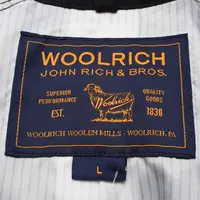 WOOLRICH
JOHN RICH & BROS.
SUPERIOR PERFORMANCE
QUALITY GOODS
Woolrich
EST.
1830
WOOLRICH WOOLEN MILLS - WOOLRICH, PA
L